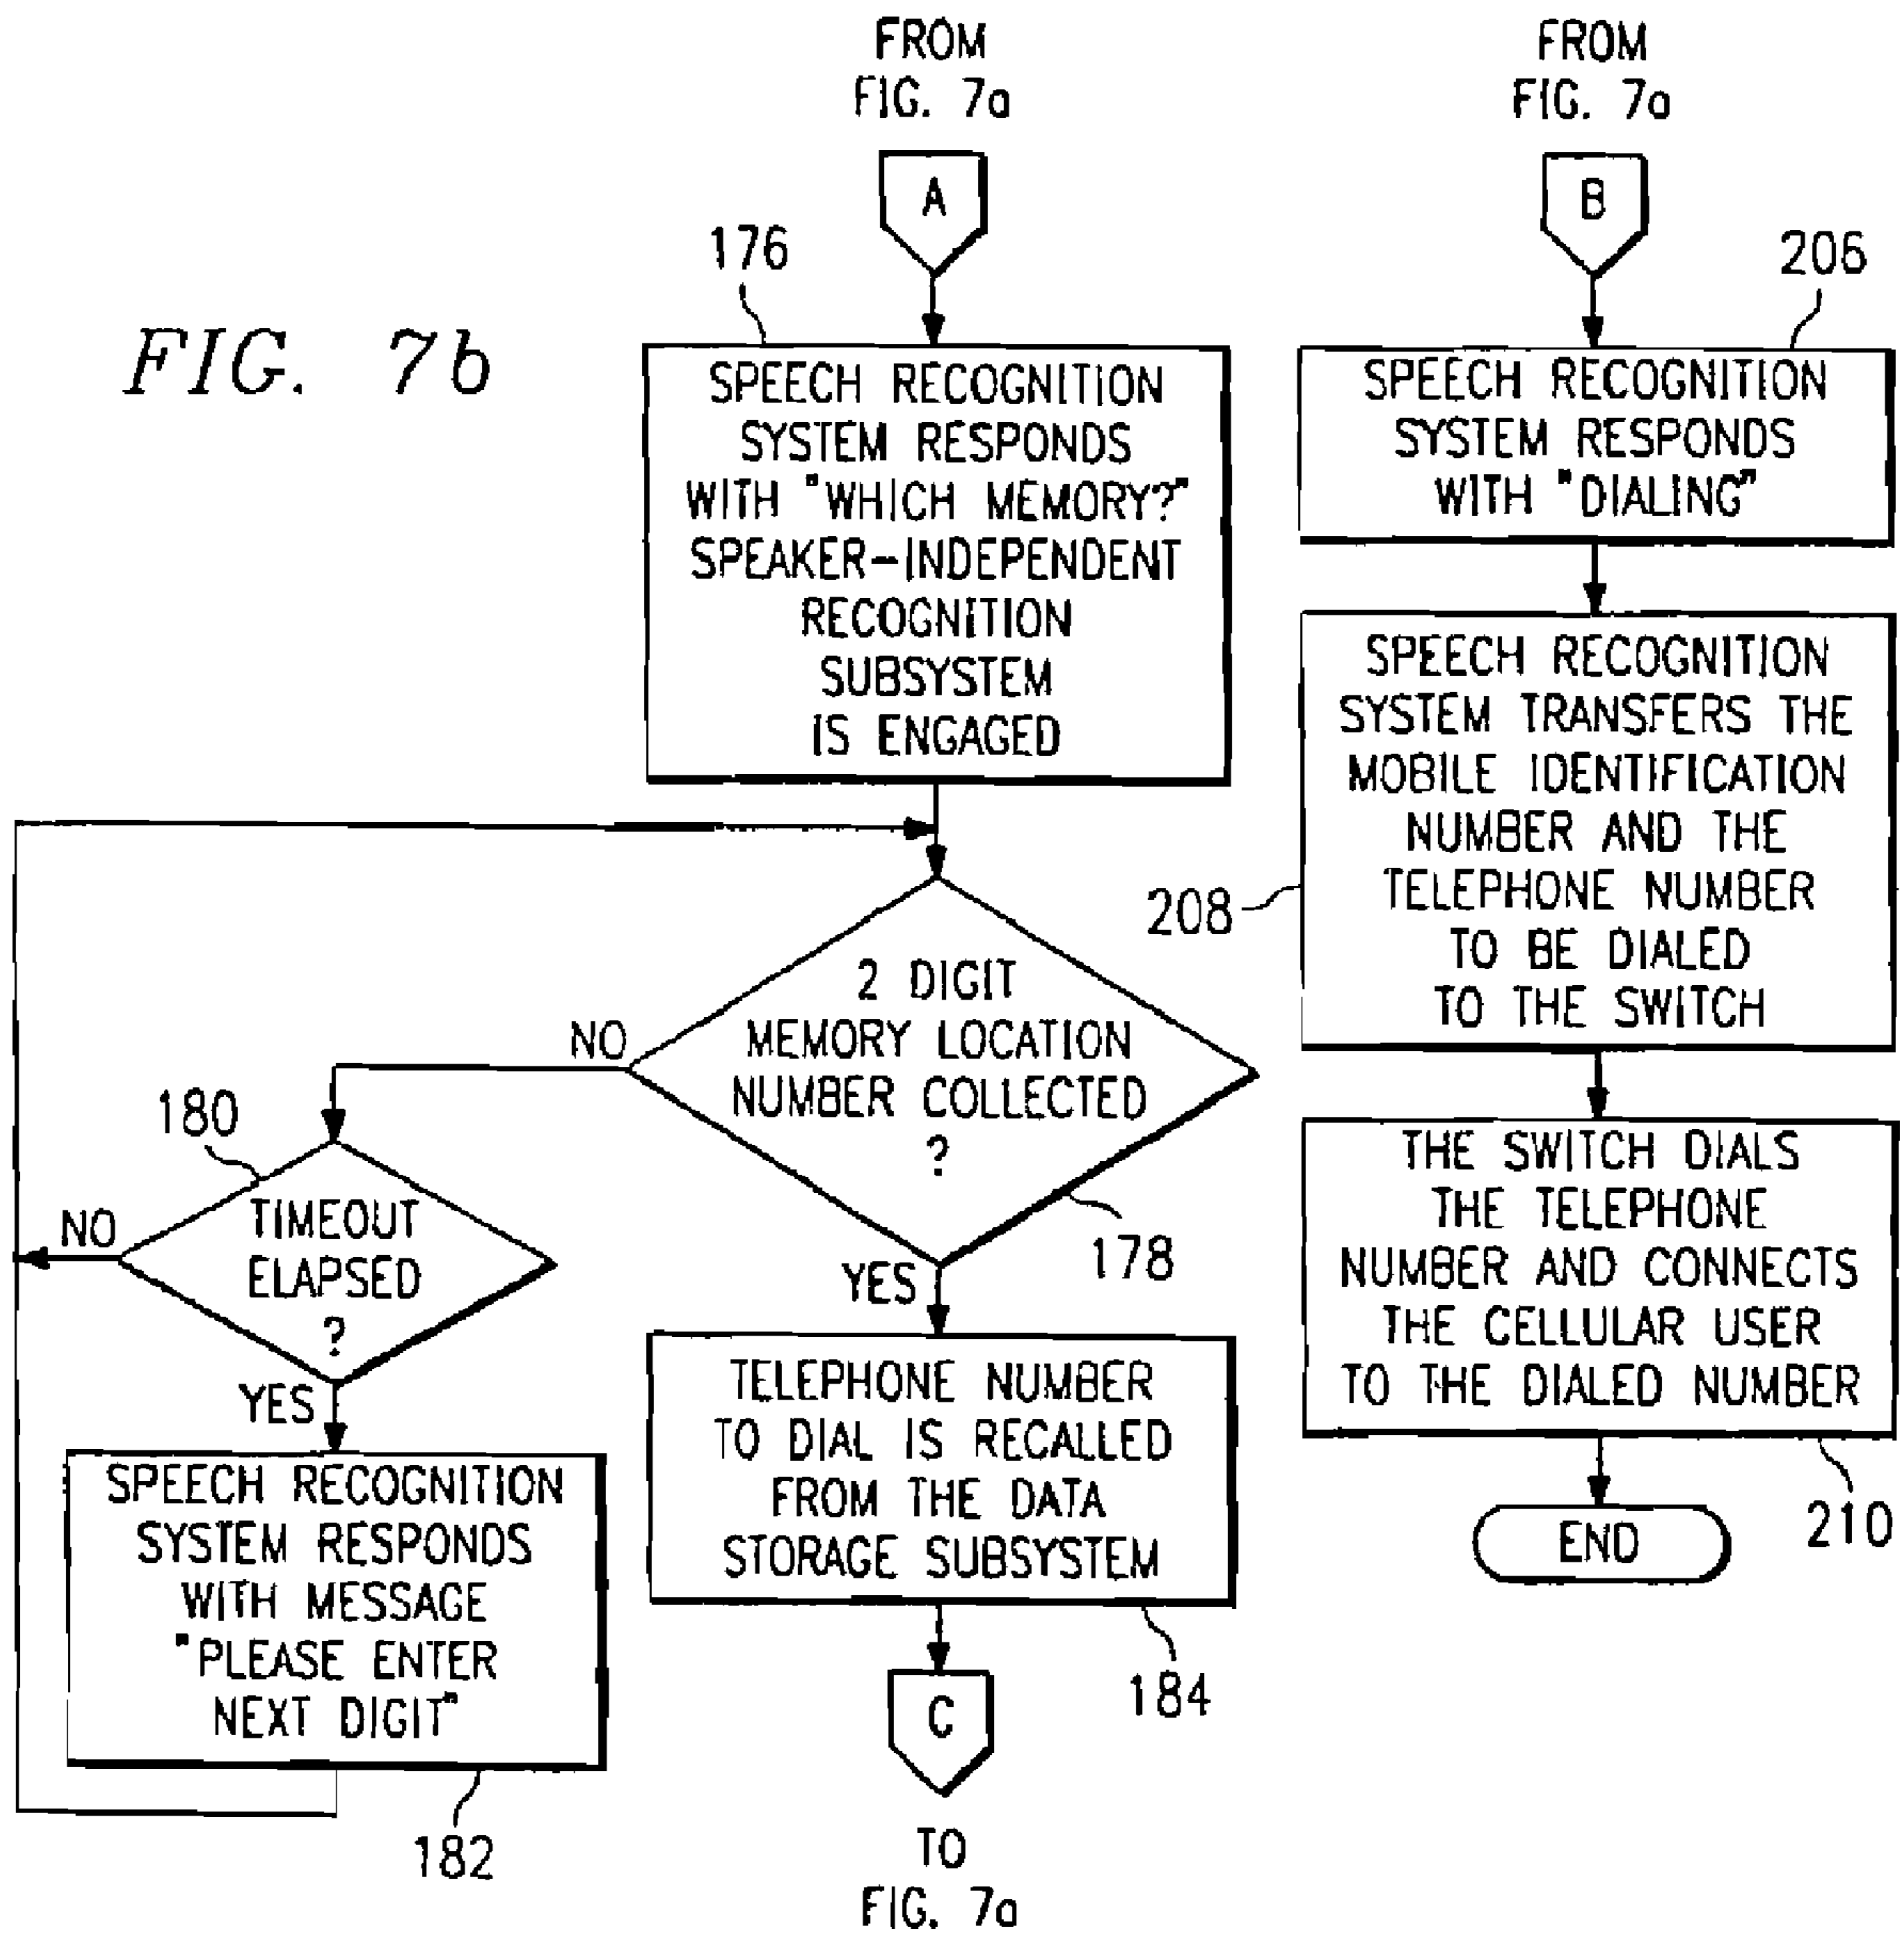 FROM
FIG. 7a
A
FROM
FIG. 7a
B
FIG. 7b
176
SPEECH RECOGNITION
SYSTEM RESPONDS
WITH "WHICH MEMORY?"
SPEAKER-INDEPENDENT
RECOGNITION
SUBSYSTEM
IS ENGAGED
206
SPEECH RECOGNITION
SYSTEM RESPONDS
WITH "DIALING"
208
SPEECH RECOGNITION
SYSTEM TRANSFERS THE
MOBILE IDENTIFICATION
NUMBER AND THE
TELEPHONE NUMBER
TO BE DIALED
TO THE SWITCH
2 DIGIT
MEMORY LOCATION
NUMBER COLLECTED
?
178
NO
YES
180
TIMEOUT
ELAPSED
?
NO
YES
SPEECH RECOGNITION
SYSTEM RESPONDS
WITH MESSAGE
"PLEASE ENTER
NEXT DIGIT"
182
TELEPHONE NUMBER
TO DIAL IS RECALLED
FROM THE DATA
STORAGE SUBSYSTEM
184
C
TO
FIG. 7a
THE SWITCH DIALS
THE TELEPHONE
NUMBER AND CONNECTS
THE CELLULAR USER
TO THE DIALED NUMBER
210
END